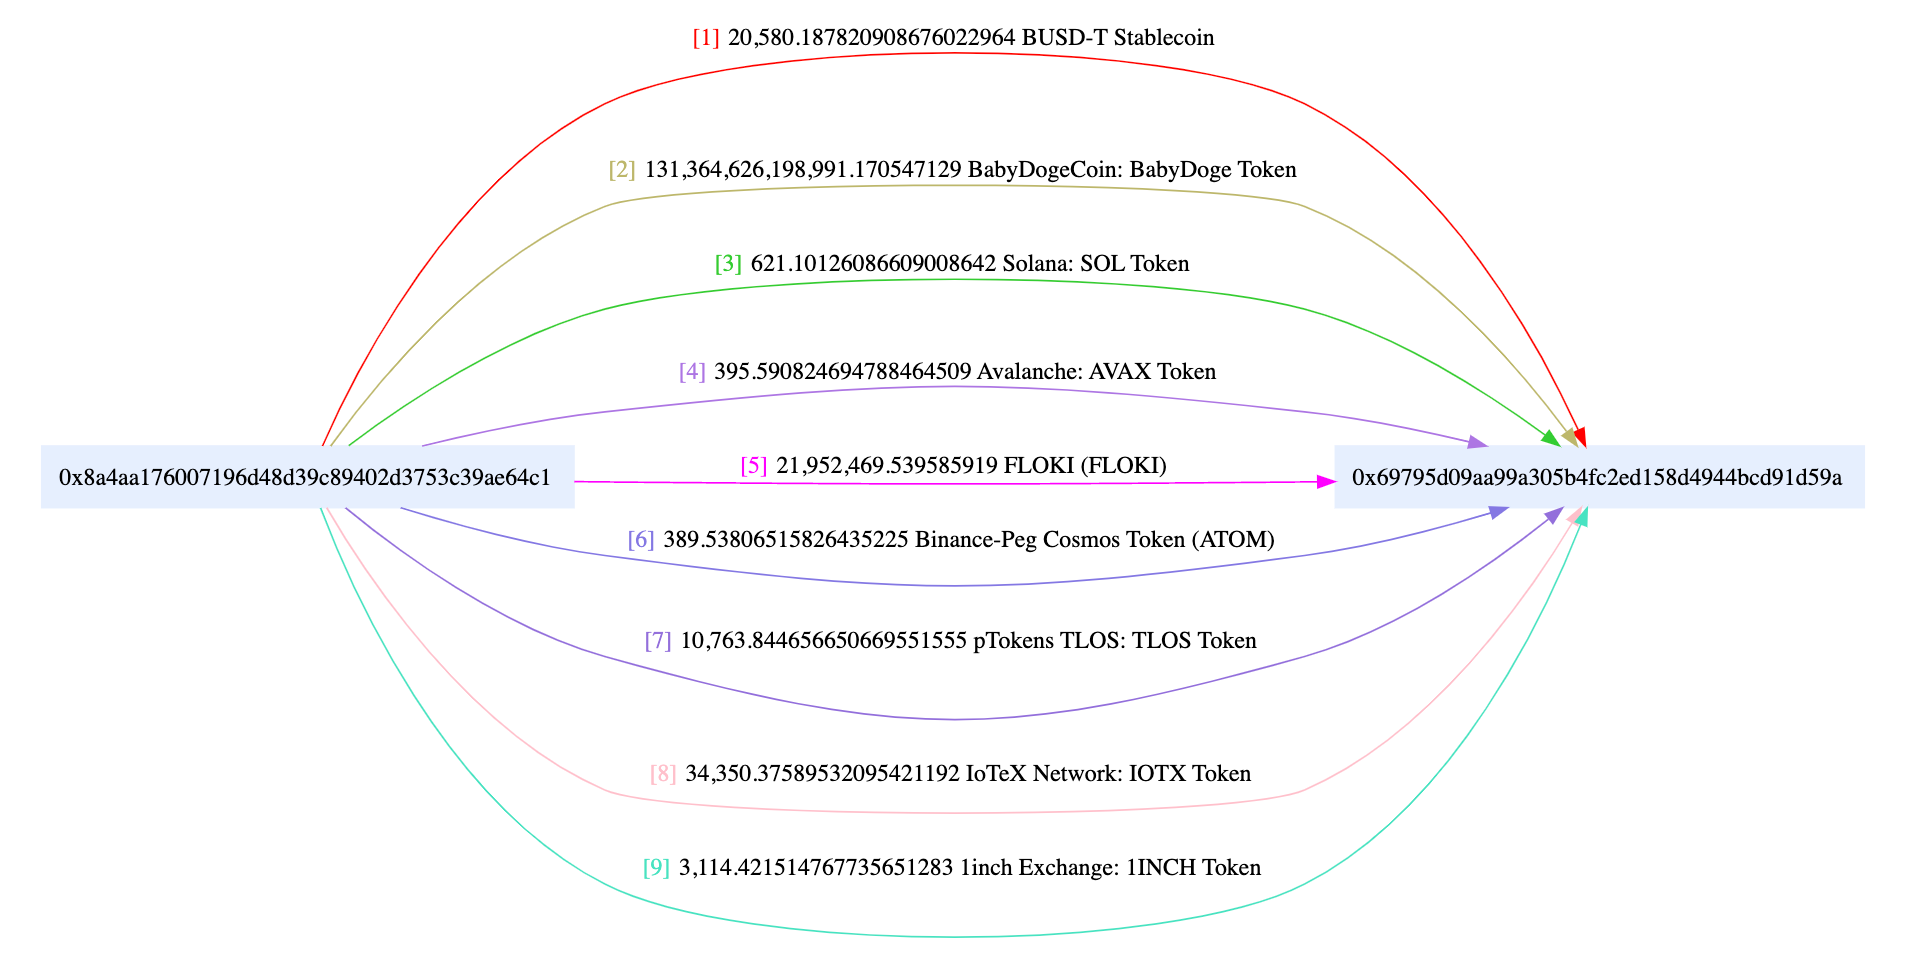 [1] 20,580.187820908676022964 BUSD-T Stablecoin
[2] 131,364,626,198,991.170547129 BabyDogeCoin: BabyDoge Token
[3] 621.10126086609008642 Solana: SOL Token
[4] 395.590824694788464509 Avalanche: AVAX Token
0x8a4aa176007196d48d39c89402d3753c39ae64c1
[5] 21,952,469.539585919 FLOKI (FLOKI)
0x69795d09aa99a305b4fc2ed158d4944bcd91d59a
[6] 389.53806515826435225 Binance-Peg Cosmos Token (ATOM)
[7] 10,763.844656650669551555 pTokens TLOS: TLOS Token
[8] 34,350.37589532095421192 IoTeX Network: IOTX Token
[9] 3,114.421514767735651283 1inch Exchange: 1INCH Token